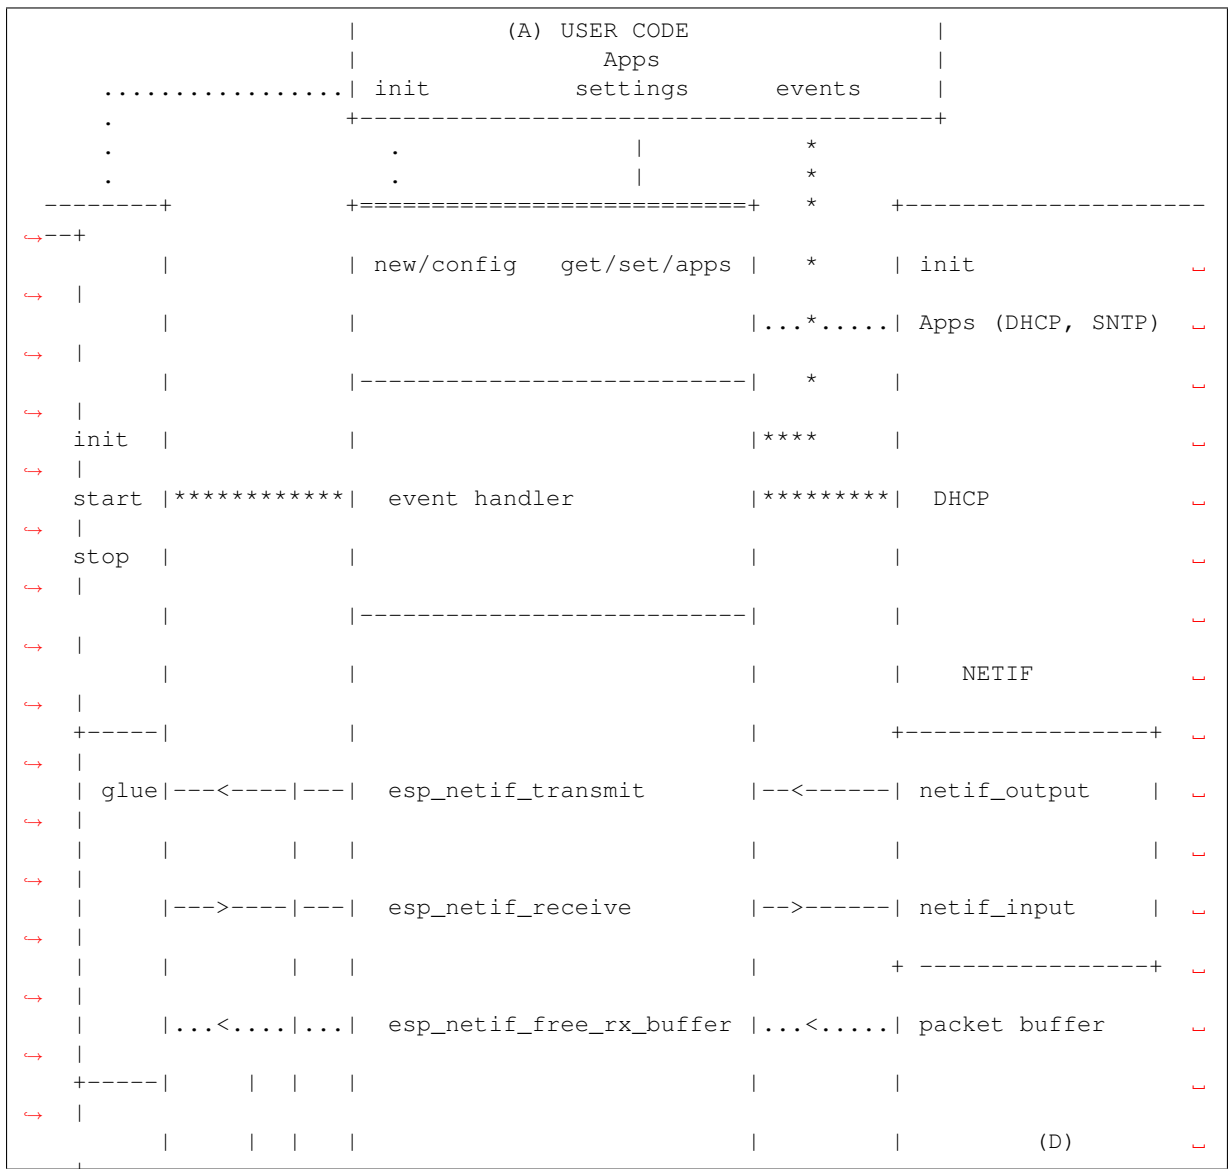 |          (A) USER CODE                 |
                       |                 Apps                   |
      .................| init          settings      events     |
      .                +----------------------------------------+
      .                   .                |           *
      .                   .                |           *
  --------+            +===========================+   *     +---------------------
↪--+
          |            | new/config   get/set/apps |   *     | init               ␣
↪  |
          |            |                           |...*.....| Apps (DHCP, SNTP)  ␣
↪  |
          |            |---------------------------|   *     |                    ␣
↪  |
    init  |            |                           |****     |                    ␣
↪  |
    start |************|  event handler            |*********|  DHCP              ␣
↪  |
    stop  |            |                           |         |                    ␣
↪  |
          |            |---------------------------|         |                    ␣
↪  |
          |            |                           |         |    NETIF           ␣
↪  |
    +-----|            |                           |         +-----------------+  ␣
↪  |
    | glue|---<----|---|  esp_netif_transmit       |--<------| netif_output    |  ␣
↪  |
    |     |        |   |                           |         |                 |  ␣
↪  |
    |     |--->----|---|  esp_netif_receive        |-->------| netif_input     |  ␣
↪  |
    |     |        |   |                           |         + ----------------+  ␣
↪  |
    |     |...<....|...|  esp_netif_free_rx_buffer |...<.....| packet buffer      ␣
↪  |
    +-----|     |  |   |                           |         |                    ␣
↪  |
          |     |  |   |                           |         |         (D)        ␣